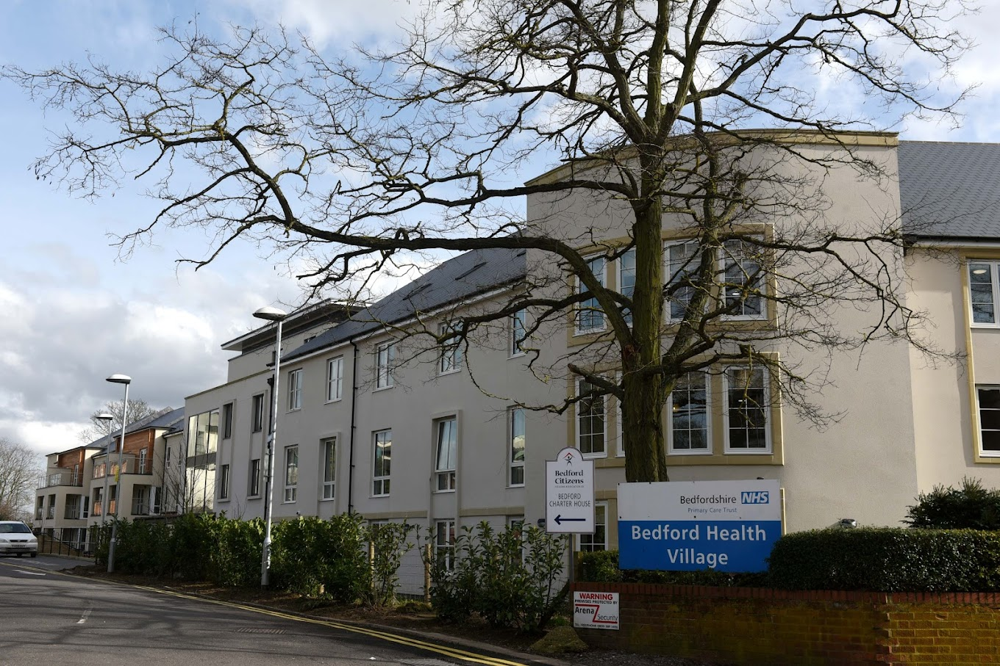 Bedford
Citizens
BEDFORD
CHARTER HOUSE
Bedfordshire NHS
Primary Care Trust
Bedford Health
Village
WARNING
PREMISES PROTECTED BY
Arena
Security